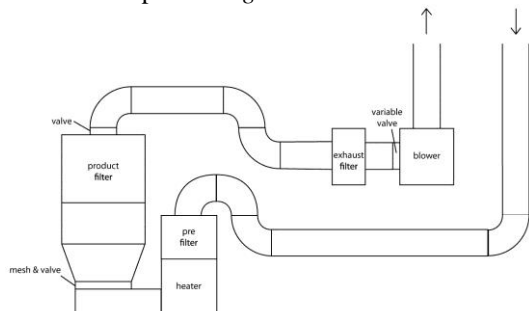 valve
variable
valve
product
filter
exhaust
filter
blower
pre
filter
mesh & valve
heater